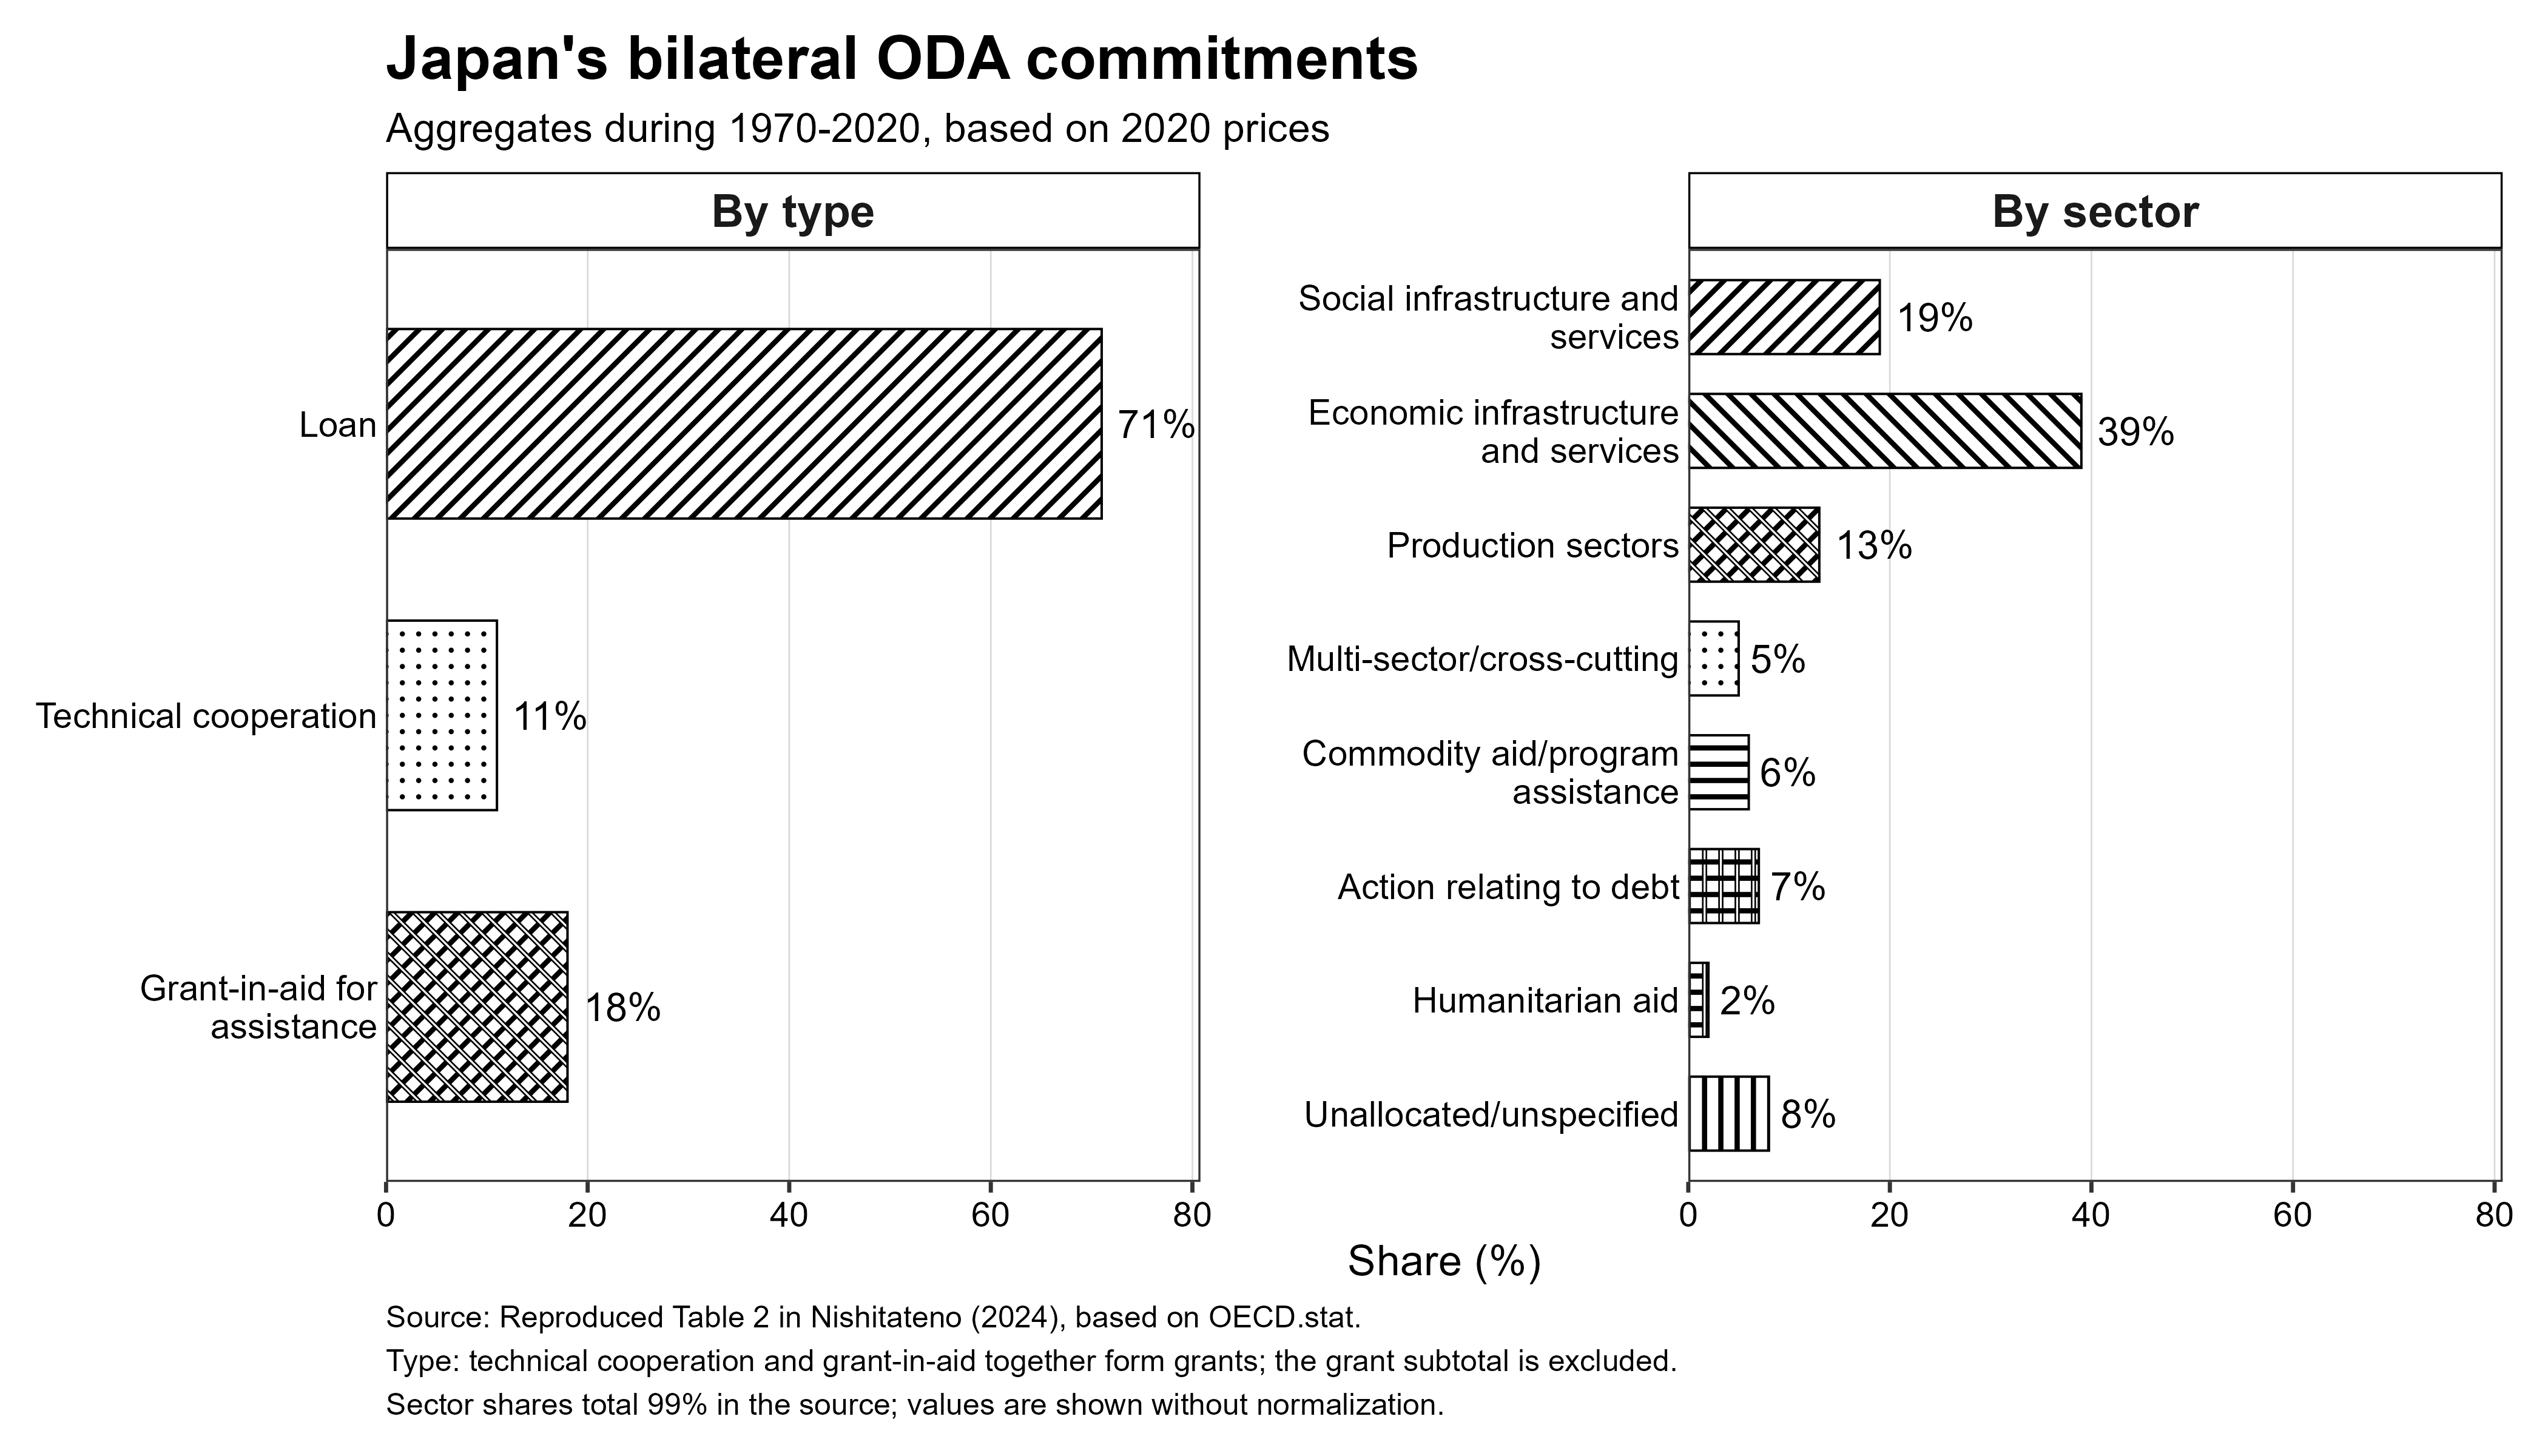 Japan's bilateral ODA commitments
Aggregates during 1970-2020, based on 2020 prices
By type
Loan
71%
Technical cooperation
11%
Grant-in-aid for
assistance
18%
0 20 40 60 80
By sector
Social infrastructure and
services
19%
Economic infrastructure
and services
39%
Production sectors
13%
Multi-sector/cross-cutting
5%
Commodity aid/program
assistance
6%
Action relating to debt
7%
Humanitarian aid
2%
Unallocated/unspecified
8%
0 20 40 60 80
Share (%)
Source: Reproduced Table 2 in Nishitateno (2024), based on OECD.stat.
Type: technical cooperation and grant-in-aid together form grants; the grant subtotal is excluded.
Sector shares total 99% in the source; values are shown without normalization.